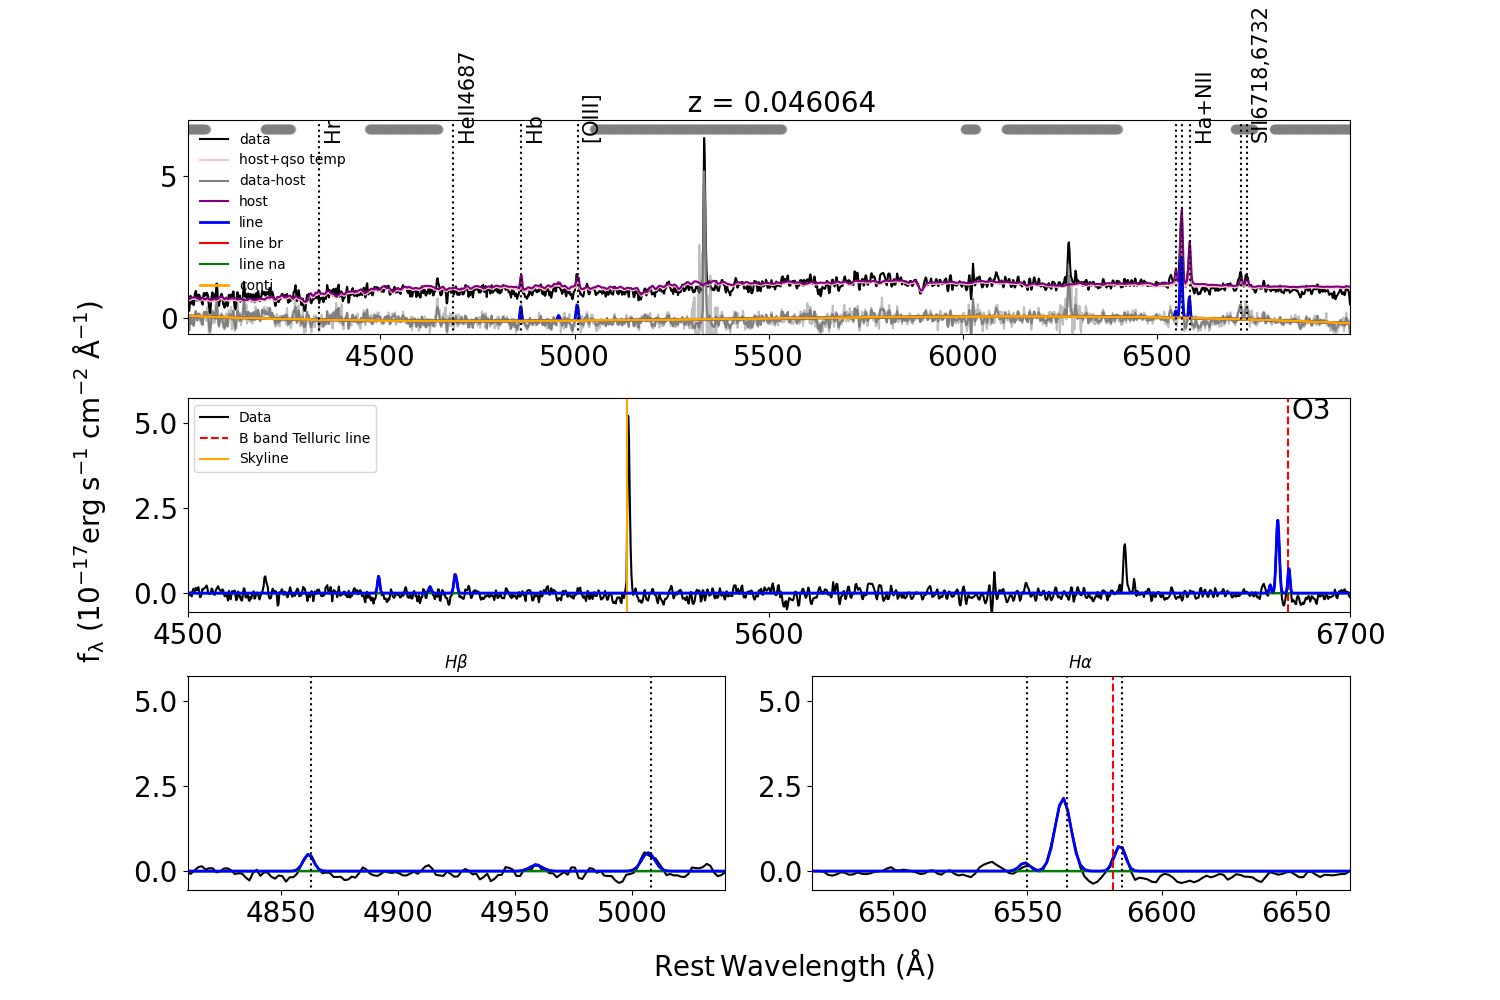 z = 0.046064
Hr
HeII4687
Hb
[OIII]
Ha+NII
SII6718,6732
data
host+qso temp
data-host
host
line
line br
line na
conti
5
0
4500
5000
5500
6000
6500
fλ (10⁻¹⁷erg s⁻¹ cm⁻² Å⁻¹)
Data
B band Telluric line
Skyline
O3
5.0
2.5
0.0
4500
5600
6700
Hβ
5.0
2.5
0.0
4850
4900
4950
5000
Hα
5.0
2.5
0.0
6500
6550
6600
6650
Rest Wavelength (Å)